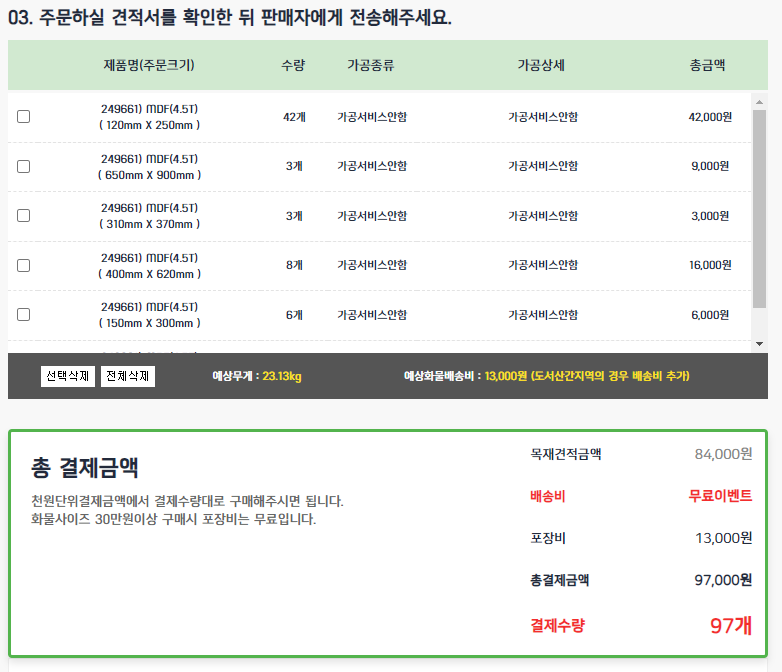 03. 주문하실 견적서를 확인한 뒤 판매자에게 전송해주세요.
제품명(주문크기) 수량 가공종류 가공상세 총금액
249661) MDF(4.5T)
( 120mm X 250mm ) 42개 가공서비스안함 가공서비스안함 42,000원
249661) MDF(4.5T)
( 650mm X 900mm ) 3개 가공서비스안함 가공서비스안함 9,000원
249661) MDF(4.5T)
( 310mm X 370mm ) 3개 가공서비스안함 가공서비스안함 3,000원
249661) MDF(4.5T)
( 400mm X 620mm ) 8개 가공서비스안함 가공서비스안함 16,000원
249661) MDF(4.5T)
( 150mm X 300mm ) 6개 가공서비스안함 가공서비스안함 6,000원
선택삭제 전체삭제 예상무게 : 23.13kg 예상화물배송비 : 13,000원 (도서산간지역의 경우 배송비 추가)
총 결제금액
천원단위결제금액에서 결제수량대로 구매해주시면 됩니다.
화물사이즈 30만원이상 구매시 포장비는 무료입니다.
목재견적금액 84,000원
배송비 무료이벤트
포장비 13,000원
총결제금액 97,000원
결제수량 97개